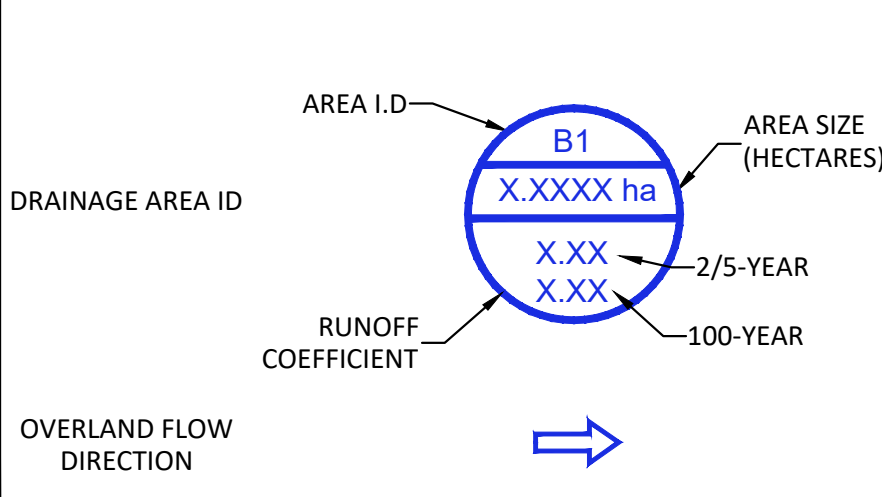 AREA I.D
B1
AREA SIZE
(HECTARES)
X.XXXX ha
DRAINAGE AREA ID
X.XX
2/5-YEAR
X.XX
100-YEAR
RUNOFF
COEFFICIENT
OVERLAND FLOW
DIRECTION